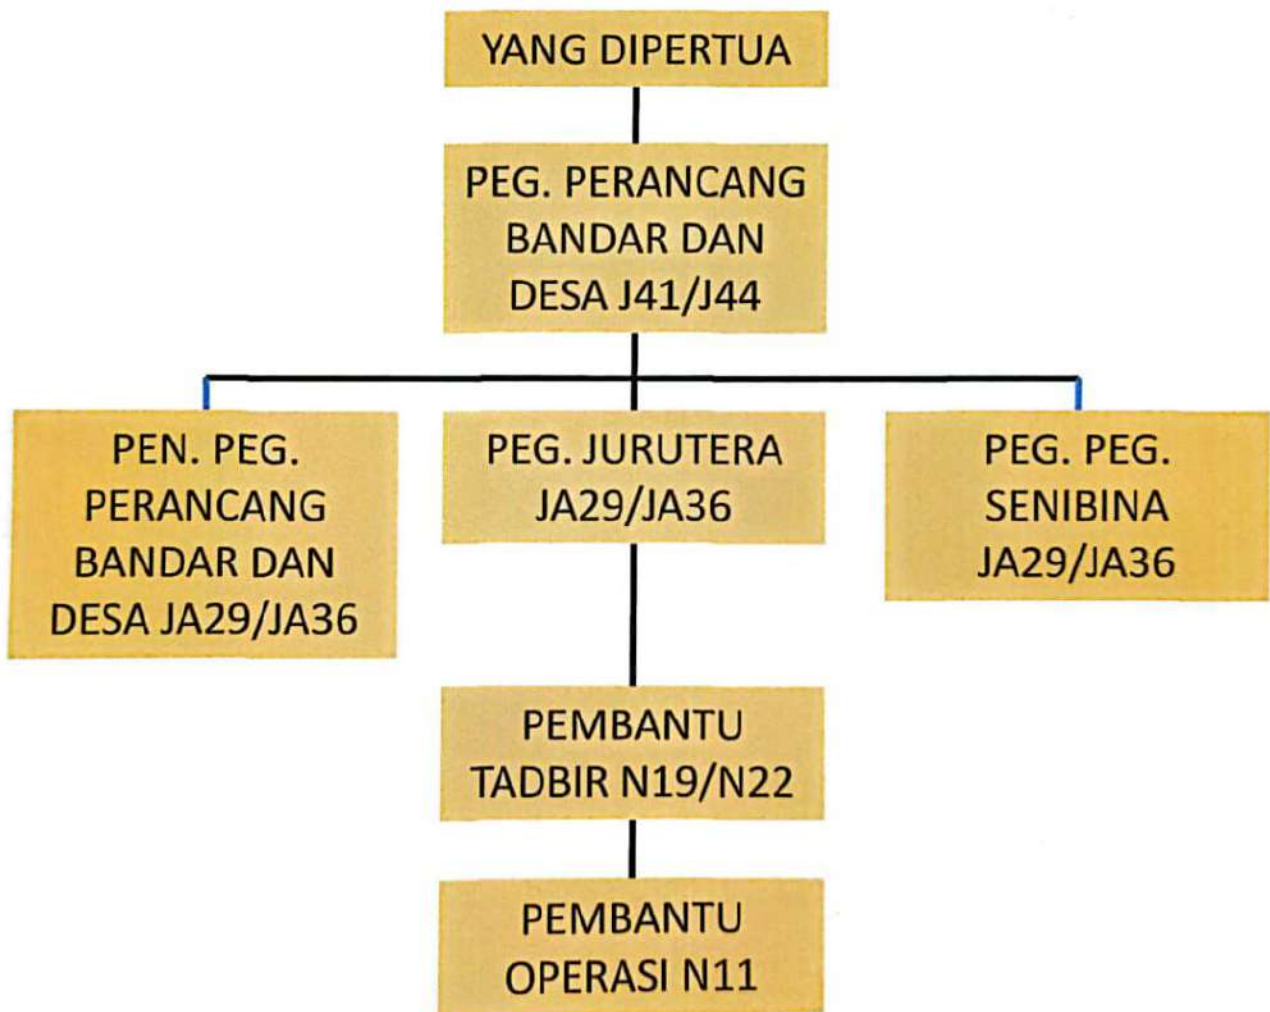 YANG DIPERTUA
PEG. PERANCANG
BANDAR DAN
DESA J41/J44
PEN. PEG.
PERANCANG
BANDAR DAN
DESA JA29/JA36
PEG. JURUTERA
JA29/JA36
PEG. PEG.
SENIBINA
JA29/JA36
PEMBANTU
TADBIR N19/N22
PEMBANTU
OPERASI N11